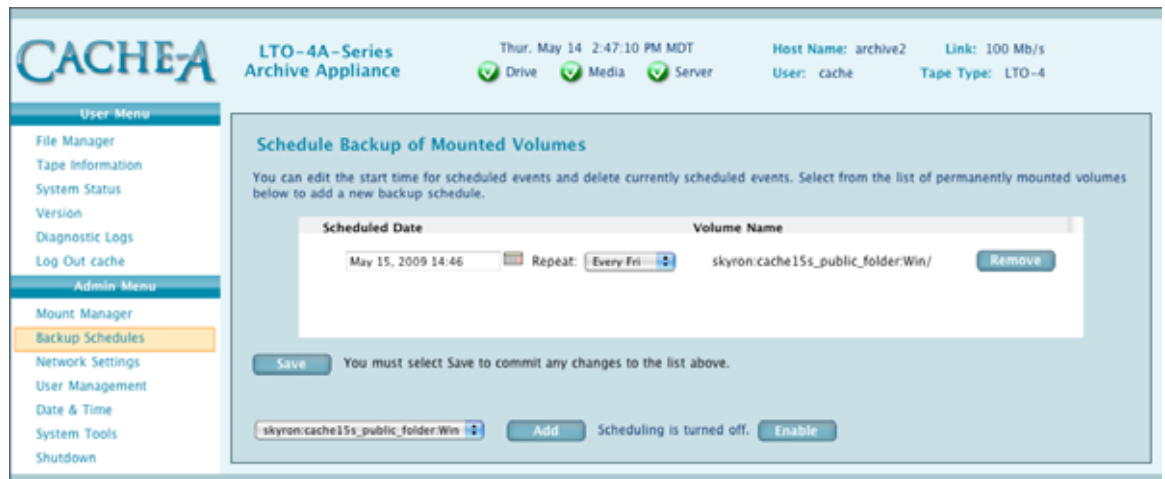 CACHE-A
LTO-4A-Series
Archive Appliance
Thur. May 14 2:47:10 PM MDT
Drive Media Server
Host Name: archive2 Link: 100 Mb/s
User: cache Tape Type: LTO-4
User Menu
File Manager
Tape Information
System Status
Version
Diagnostic Logs
Log Out cache
Admin Menu
Mount Manager
Backup Schedules
Network Settings
User Management
Date & Time
System Tools
Shutdown
Schedule Backup of Mounted Volumes
You can edit the start time for scheduled events and delete currently scheduled events. Select from the list of permanently mounted volumes
below to add a new backup schedule.
Scheduled Date Volume Name
May 15, 2009 14:46 Repeat: Every Fri skyron:cache15s_public_folder:Win/ Remove
Save You must select Save to commit any changes to the list above.
skyron:cache15s_public_folder:Win Add Scheduling is turned off. Enable